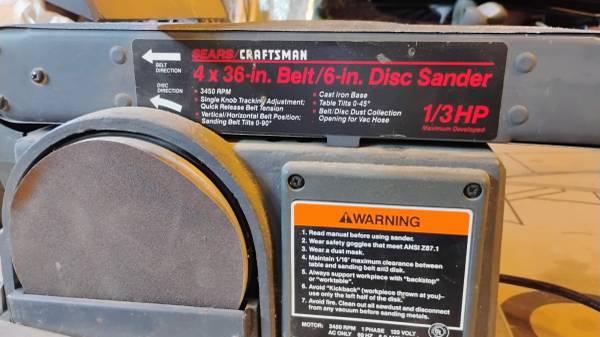 SEARS/CRAFTSMAN
4 x 36-in. Belt/6-in. Disc Sander
BELT
DIRECTION
DISC
DIRECTION
• 3450 RPM
• Single Knob Tracking Adjustment;
Quick Release Belt Tension
• Vertical/Horizontal Belt Position:
Sanding Belt Tilts 0-90°
• Cast Iron Base
• Table Tilts 0-45°
• Belt/Disc Dust Collection
Opening for Vac Hose
1/3 HP
Maximum Developed
WARNING
1. Read manual before using sander.
2. Wear safety goggles that meet ANSI Z87.1
3. Wear a dust mask.
4. Maintain 1/16" maximum clearance between
table and sanding belt and disk.
5. Always support workpiece with "backstop"
or "worktable".
6. Avoid "Kickback" (workpiece thrown at you)—
use only the left half of the disk.
7. Avoid fire. Clean out all sawdust and disconnect
from any vacuum before sanding metals.
MOTOR: 3450 RPM 1 PHASE 120 VOLT
AC ONLY 60 HZ